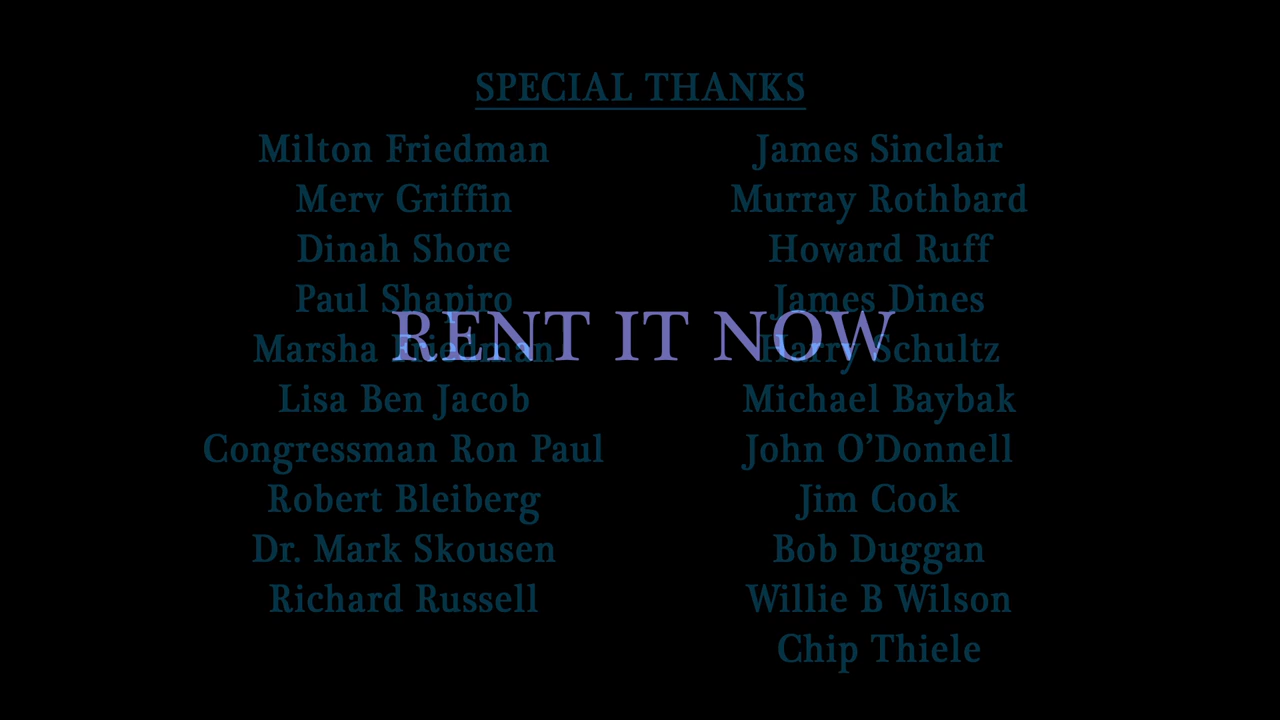 SPECIAL THANKS
Milton Friedman
Merv Griffin
Dinah Shore
Paul Shapiro
Marsha Friedman
Lisa Ben Jacob
Congressman Ron Paul
Robert Bleiberg
Dr. Mark Skousen
Richard Russell
James Sinclair
Murray Rothbard
Howard Ruff
James Dines
Harry Schultz
Michael Baybak
John O’Donnell
Jim Cook
Bob Duggan
Willie B Wilson
Chip Thiele
RENT IT NOW